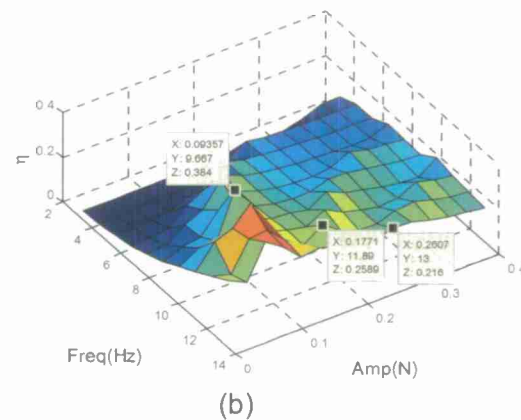 0 4
0.2
0
η
2
4
6
8
10
12
14
Freq(Hz)
0
0.1
0.2
0.3
0.4
Amp(N)
X: 0.09357
Y: 9.667
Z: 0.384
X: 0.1771
Y: 11.89
Z: 0.2589
X: 0.2607
Y: 13
Z: 0.216
(b)